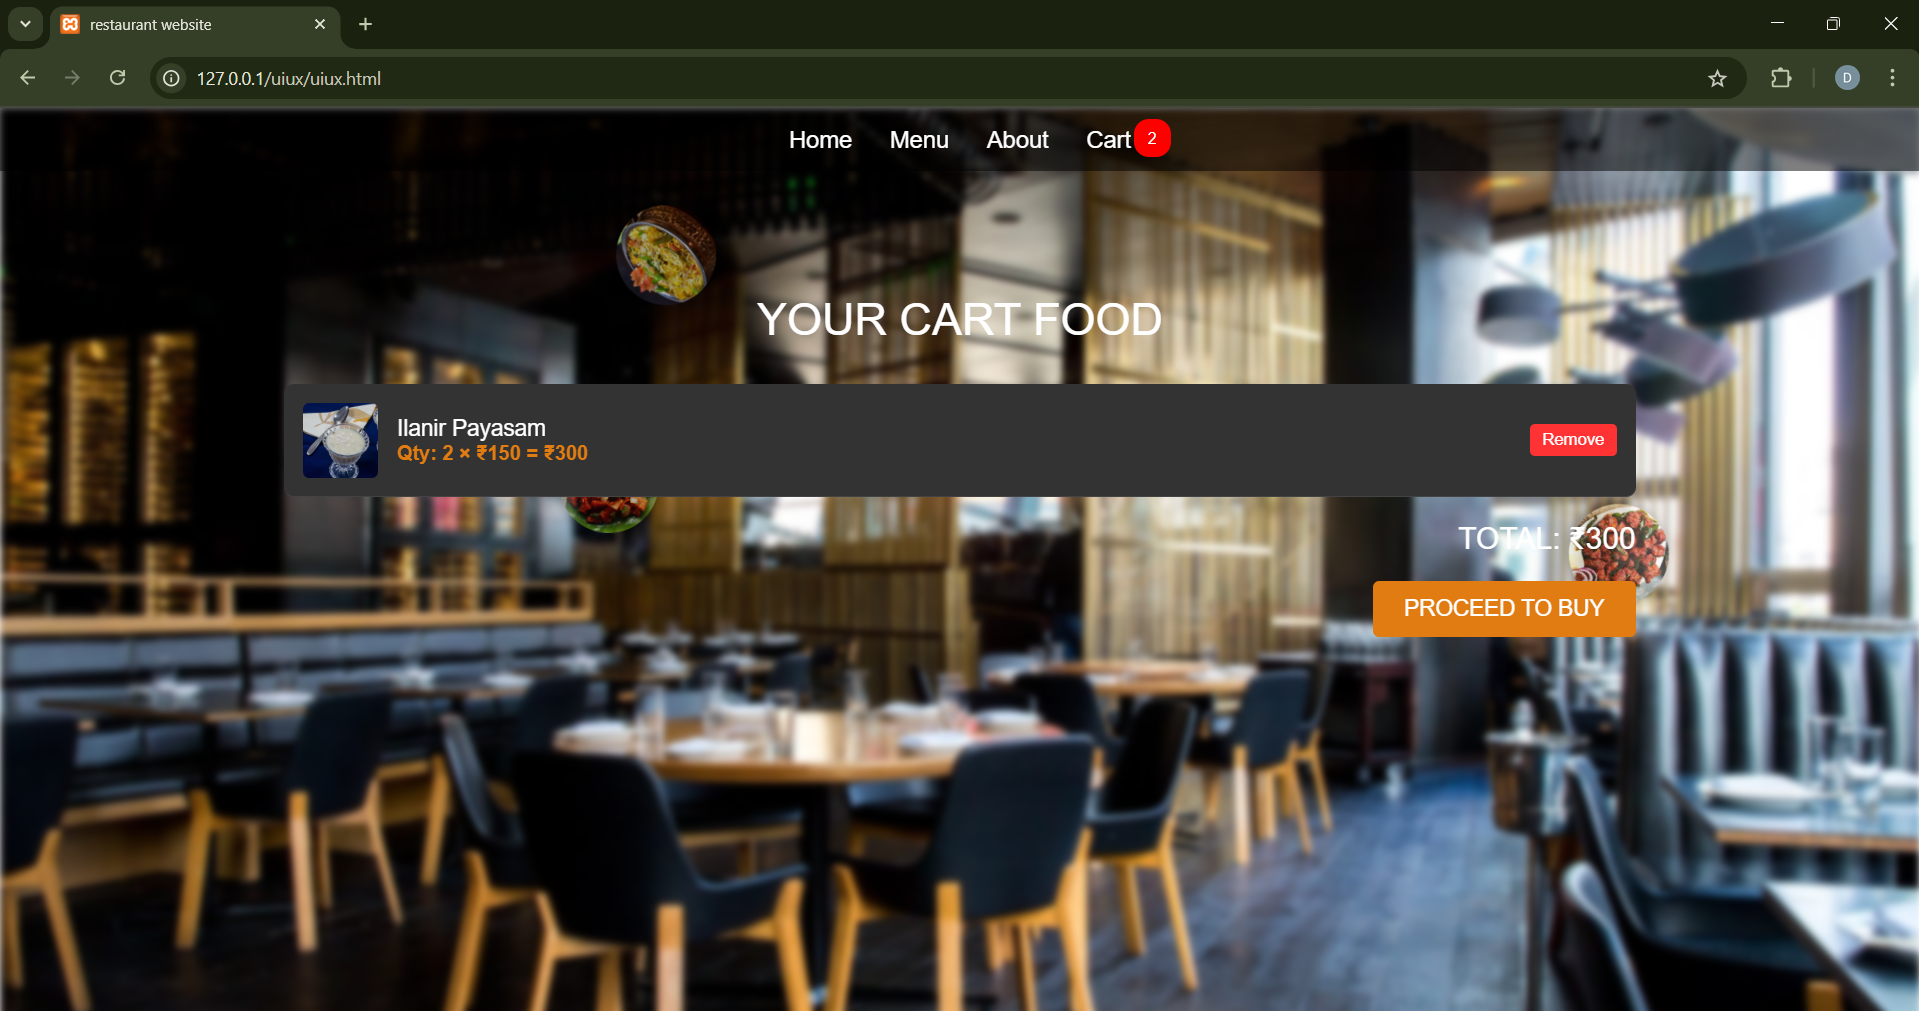 restaurant website
127.0.0.1/uiux/uiux.html
D
Home Menu About Cart 2
YOUR CART FOOD
Ilanir Payasam
Qty: 2 × ₹150 = ₹300
Remove
TOTAL: ₹300
PROCEED TO BUY